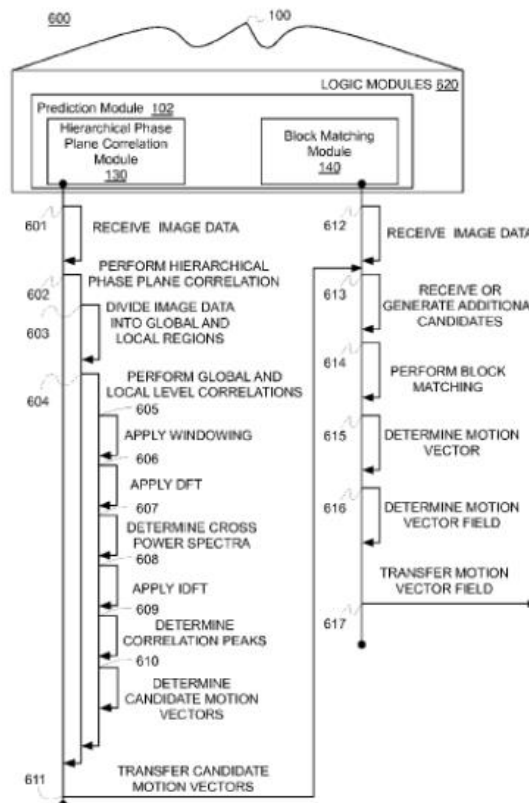 600
100
LOGIC MODULES 620
Prediction Module 102
Hierarchical Phase
Plane Correlation
Module
130
Block Matching
Module
140
601
RECEIVE IMAGE DATA
PERFORM HIERARCHICAL
PHASE PLANE CORRELATION
602
DIVIDE IMAGE DATA
INTO GLOBAL AND
LOCAL REGIONS
603
PERFORM GLOBAL AND
LOCAL LEVEL CORRELATIONS
604
605
APPLY WINDOWING
606
APPLY DFT
607
DETERMINE CROSS
POWER SPECTRA
608
APPLY IDFT
609
DETERMINE
CORRELATION PEAKS
610
DETERMINE
CANDIDATE MOTION
VECTORS
611
TRANSFER CANDIDATE
MOTION VECTORS
612
RECEIVE IMAGE DATA
613
RECEIVE OR
GENERATE ADDITIONA
CANDIDATES
614
PERFORM BLOCK
MATCHING
615
DETERMINE MOTION
VECTOR
616
DETERMINE MOTION
VECTOR FIELD
TRANSFER MOTION
VECTOR FIELD
617